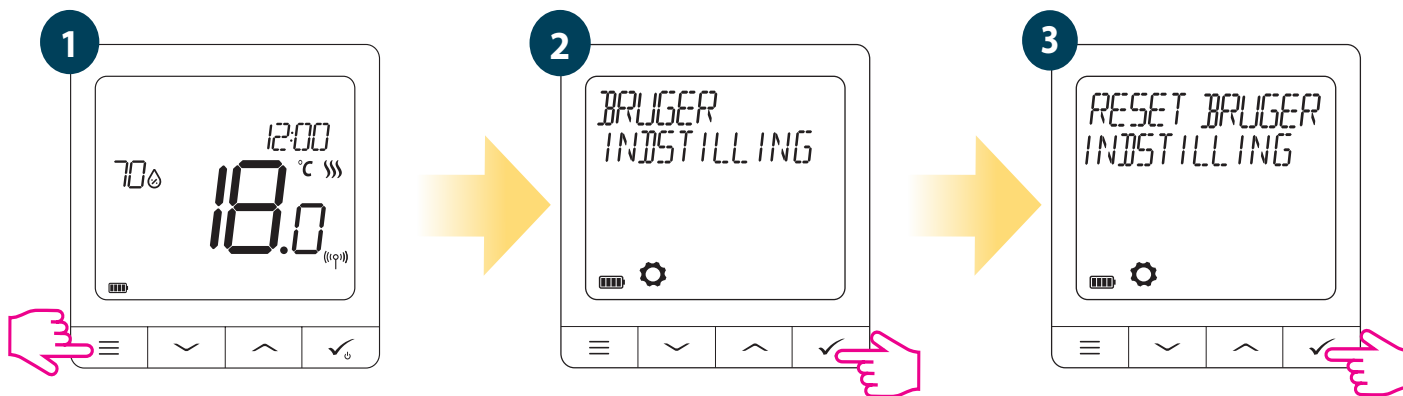 1
12:00
70
°C
18.0
2
BRUGER
INDSTILLING
3
RESET BRUGER
INDSTILLING